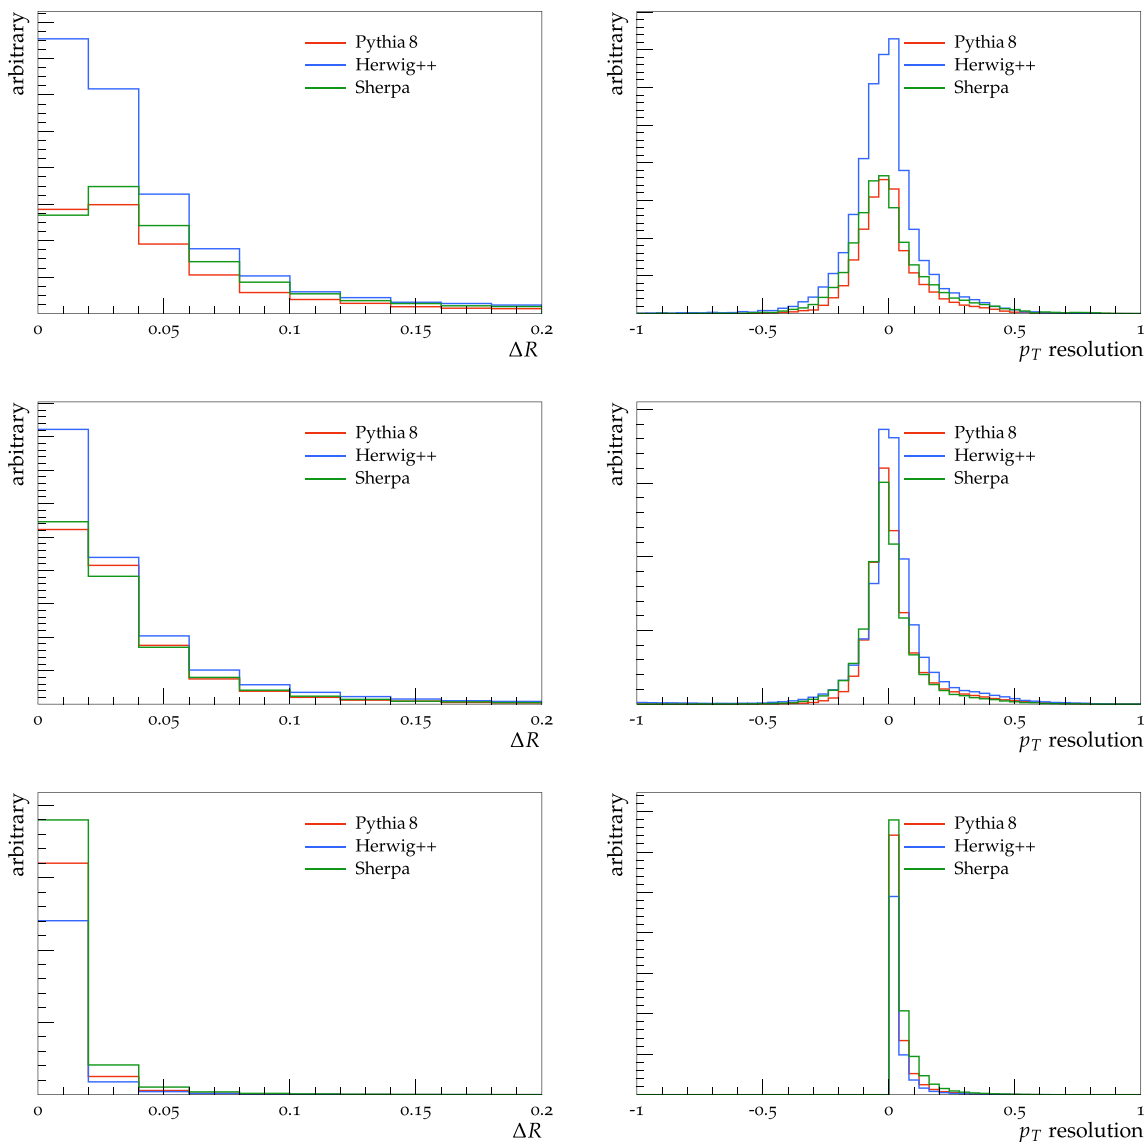 arbitrary
Pythia 8
Herwig++
Sherpa
0 0.05 0.1 0.15 0.2
ΔR
arbitrary
Pythia 8
Herwig++
Sherpa
-1 -0.5 0 0.5 1
p_T resolution
arbitrary
Pythia 8
Herwig++
Sherpa
0 0.05 0.1 0.15 0.2
ΔR
arbitrary
Pythia 8
Herwig++
Sherpa
-1 -0.5 0 0.5 1
p_T resolution
arbitrary
Pythia 8
Herwig++
Sherpa
0 0.05 0.1 0.15 0.2
ΔR
arbitrary
Pythia 8
Herwig++
Sherpa
-1 -0.5 0 0.5 1
p_T resolution